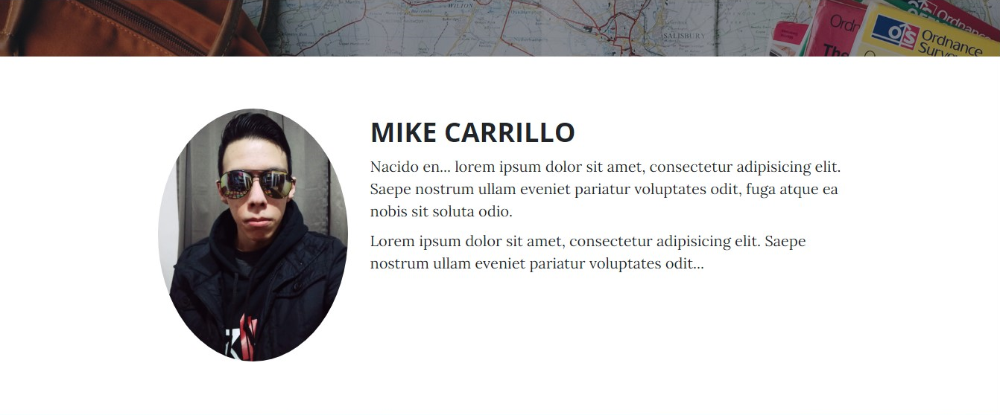 WILTON
SALISBURY
Ordnance
Ordn
The
OS Ordnance
Survey
MIKE CARRILLO
Nacido en... lorem ipsum dolor sit amet, consectetur adipisicing elit.
Saepe nostrum ullam eveniet pariatur voluptates odit, fuga atque ea
nobis sit soluta odio.
Lorem ipsum dolor sit amet, consectetur adipisicing elit. Saepe
nostrum ullam eveniet pariatur voluptates odit...